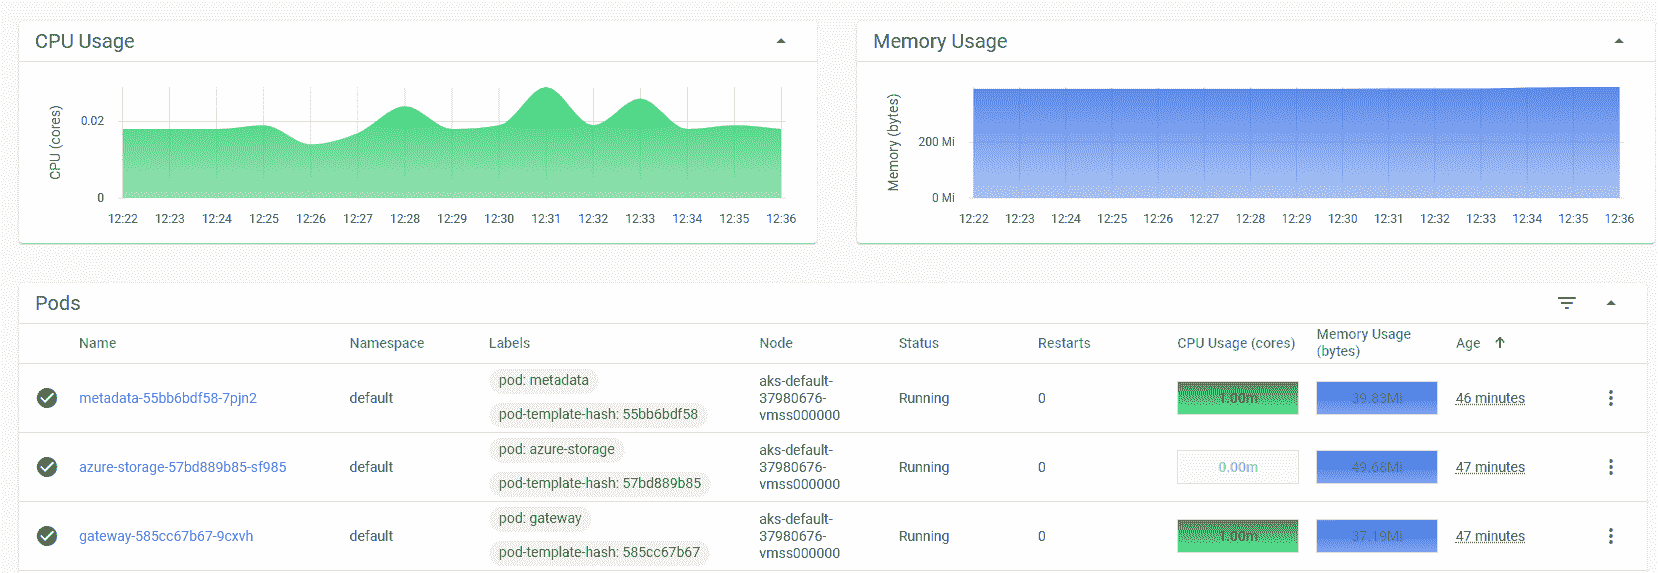 CPU Usage
CPU (cores)
0.02
0
12:22 12:23 12:24 12:25 12:26 12:27 12:28 12:29 12:30 12:31 12:32 12:33 12:34 12:35 12:36
Memory Usage
Memory (bytes)
200 Mi
0 Mi
12:22 12:23 12:24 12:25 12:26 12:27 12:28 12:29 12:30 12:31 12:32 12:33 12:34 12:35 12:36
Pods
Name Namespace Labels Node Status Restarts CPU Usage (cores) Memory Usage (bytes) Age
metadata-55bb6bdf58-7pjn2 default
pod: metadata
pod-template-hash: 55bb6bdf58
aks-default-
37980676-
vmss000000
Running 0 1.00m 39.83Mi 46 minutes
azure-storage-57bd889b85-sf985 default
pod: azure-storage
pod-template-hash: 57bd889b85
aks-default-
37980676-
vmss000000
Running 0 0.00m 49.68Mi 47 minutes
gateway-585cc67b67-9cxvh default
pod: gateway
pod-template-hash: 585cc67b67
aks-default-
37980676-
vmss000000
Running 0 1.00m 37.19Mi 47 minutes